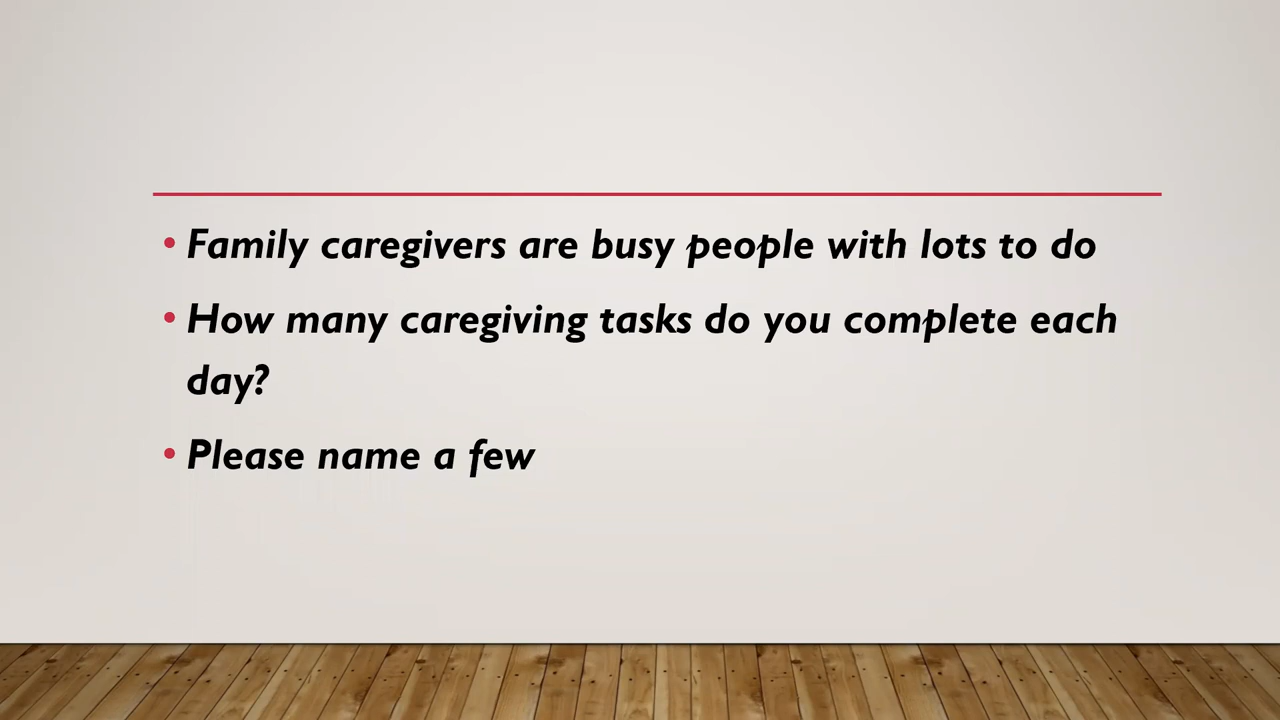 • Family caregivers are busy people with lots to do
• How many caregiving tasks do you complete each
day?
• Please name a few